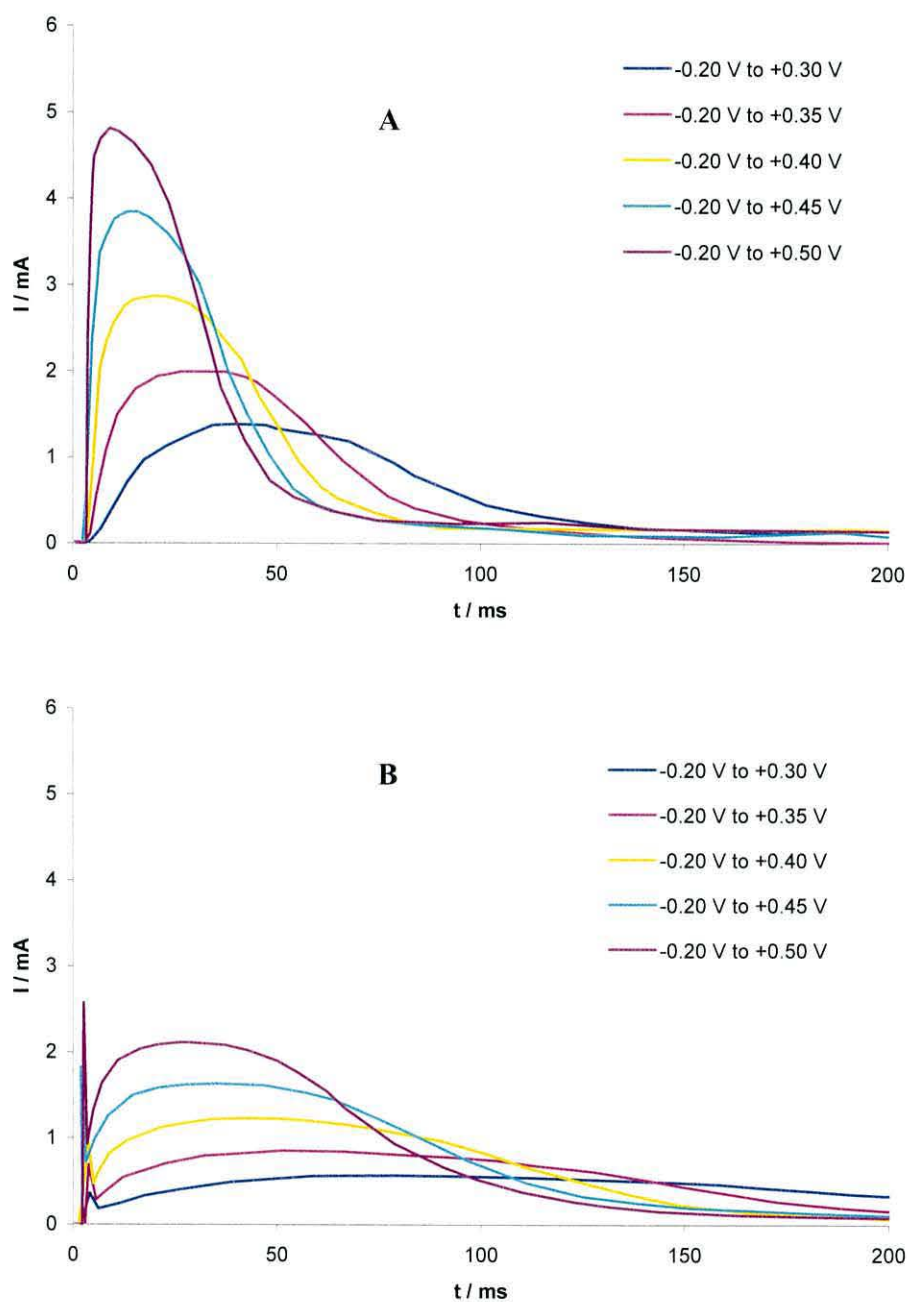 6
5
4
3
2
1
0
I / mA
A
-0.20 V to +0.30 V
-0.20 V to +0.35 V
-0.20 V to +0.40 V
-0.20 V to +0.45 V
-0.20 V to +0.50 V
0 50 100 150 200
t / ms
6
5
4
3
2
1
0
I / mA
B
-0.20 V to +0.30 V
-0.20 V to +0.35 V
-0.20 V to +0.40 V
-0.20 V to +0.45 V
-0.20 V to +0.50 V
0 50 100 150 200
t / ms